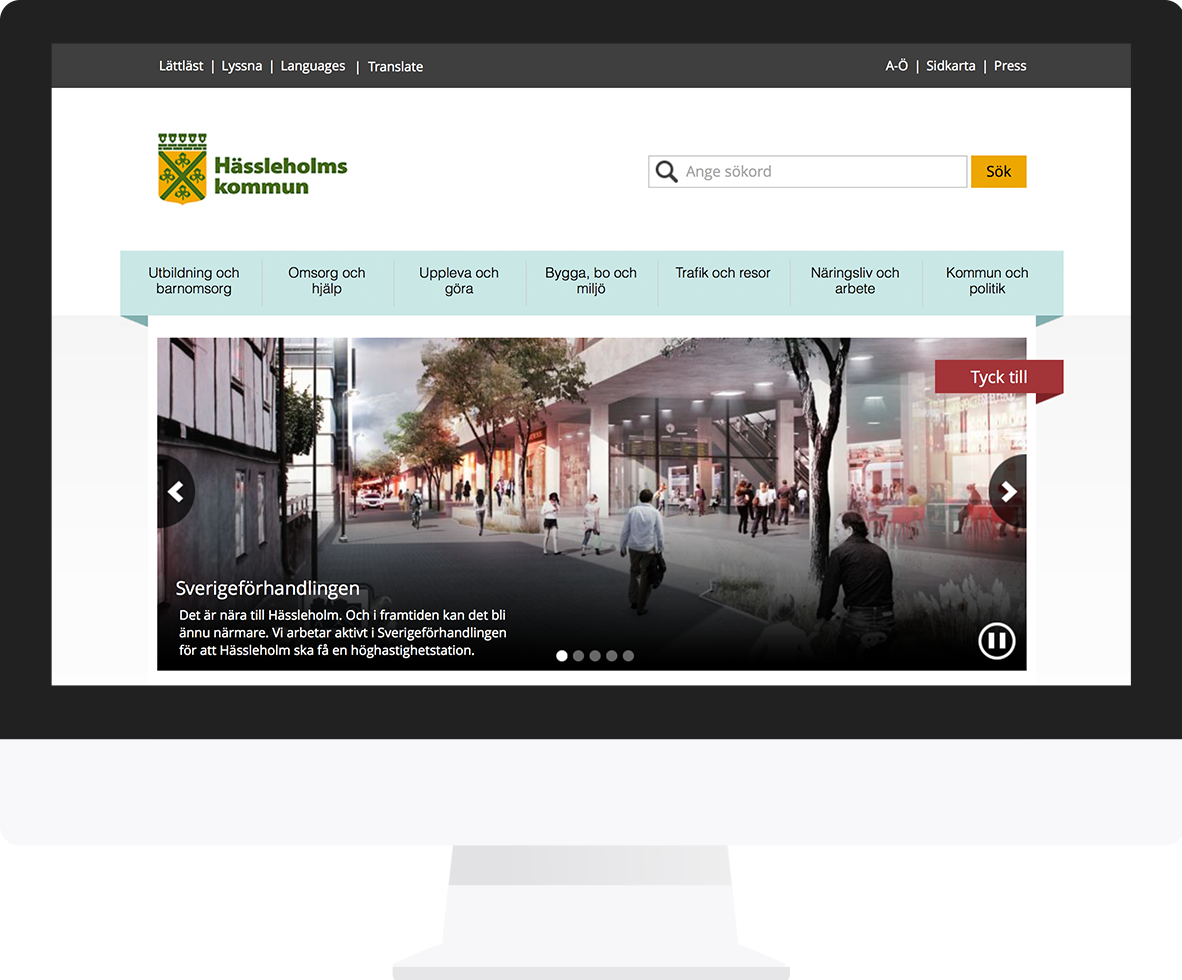 Lättläst | Lyssna | Languages | Translate
A-Ö | Sidkarta | Press
Hässleholms
kommun
Ange sökord
Sök
Utbildning och
barnomsorg
Omsorg och
hjälp
Uppleva och
göra
Bygga, bo och
miljö
Trafik och resor
Näringsliv och
arbete
Kommun och
politik
Tyck till
Sverigeförhandlingen
Det är nära till Hässleholm. Och i framtiden kan det bli
ännu närmare. Vi arbetar aktivt i Sverigeförhandlingen
för att Hässleholm ska få en höghastighetstation.